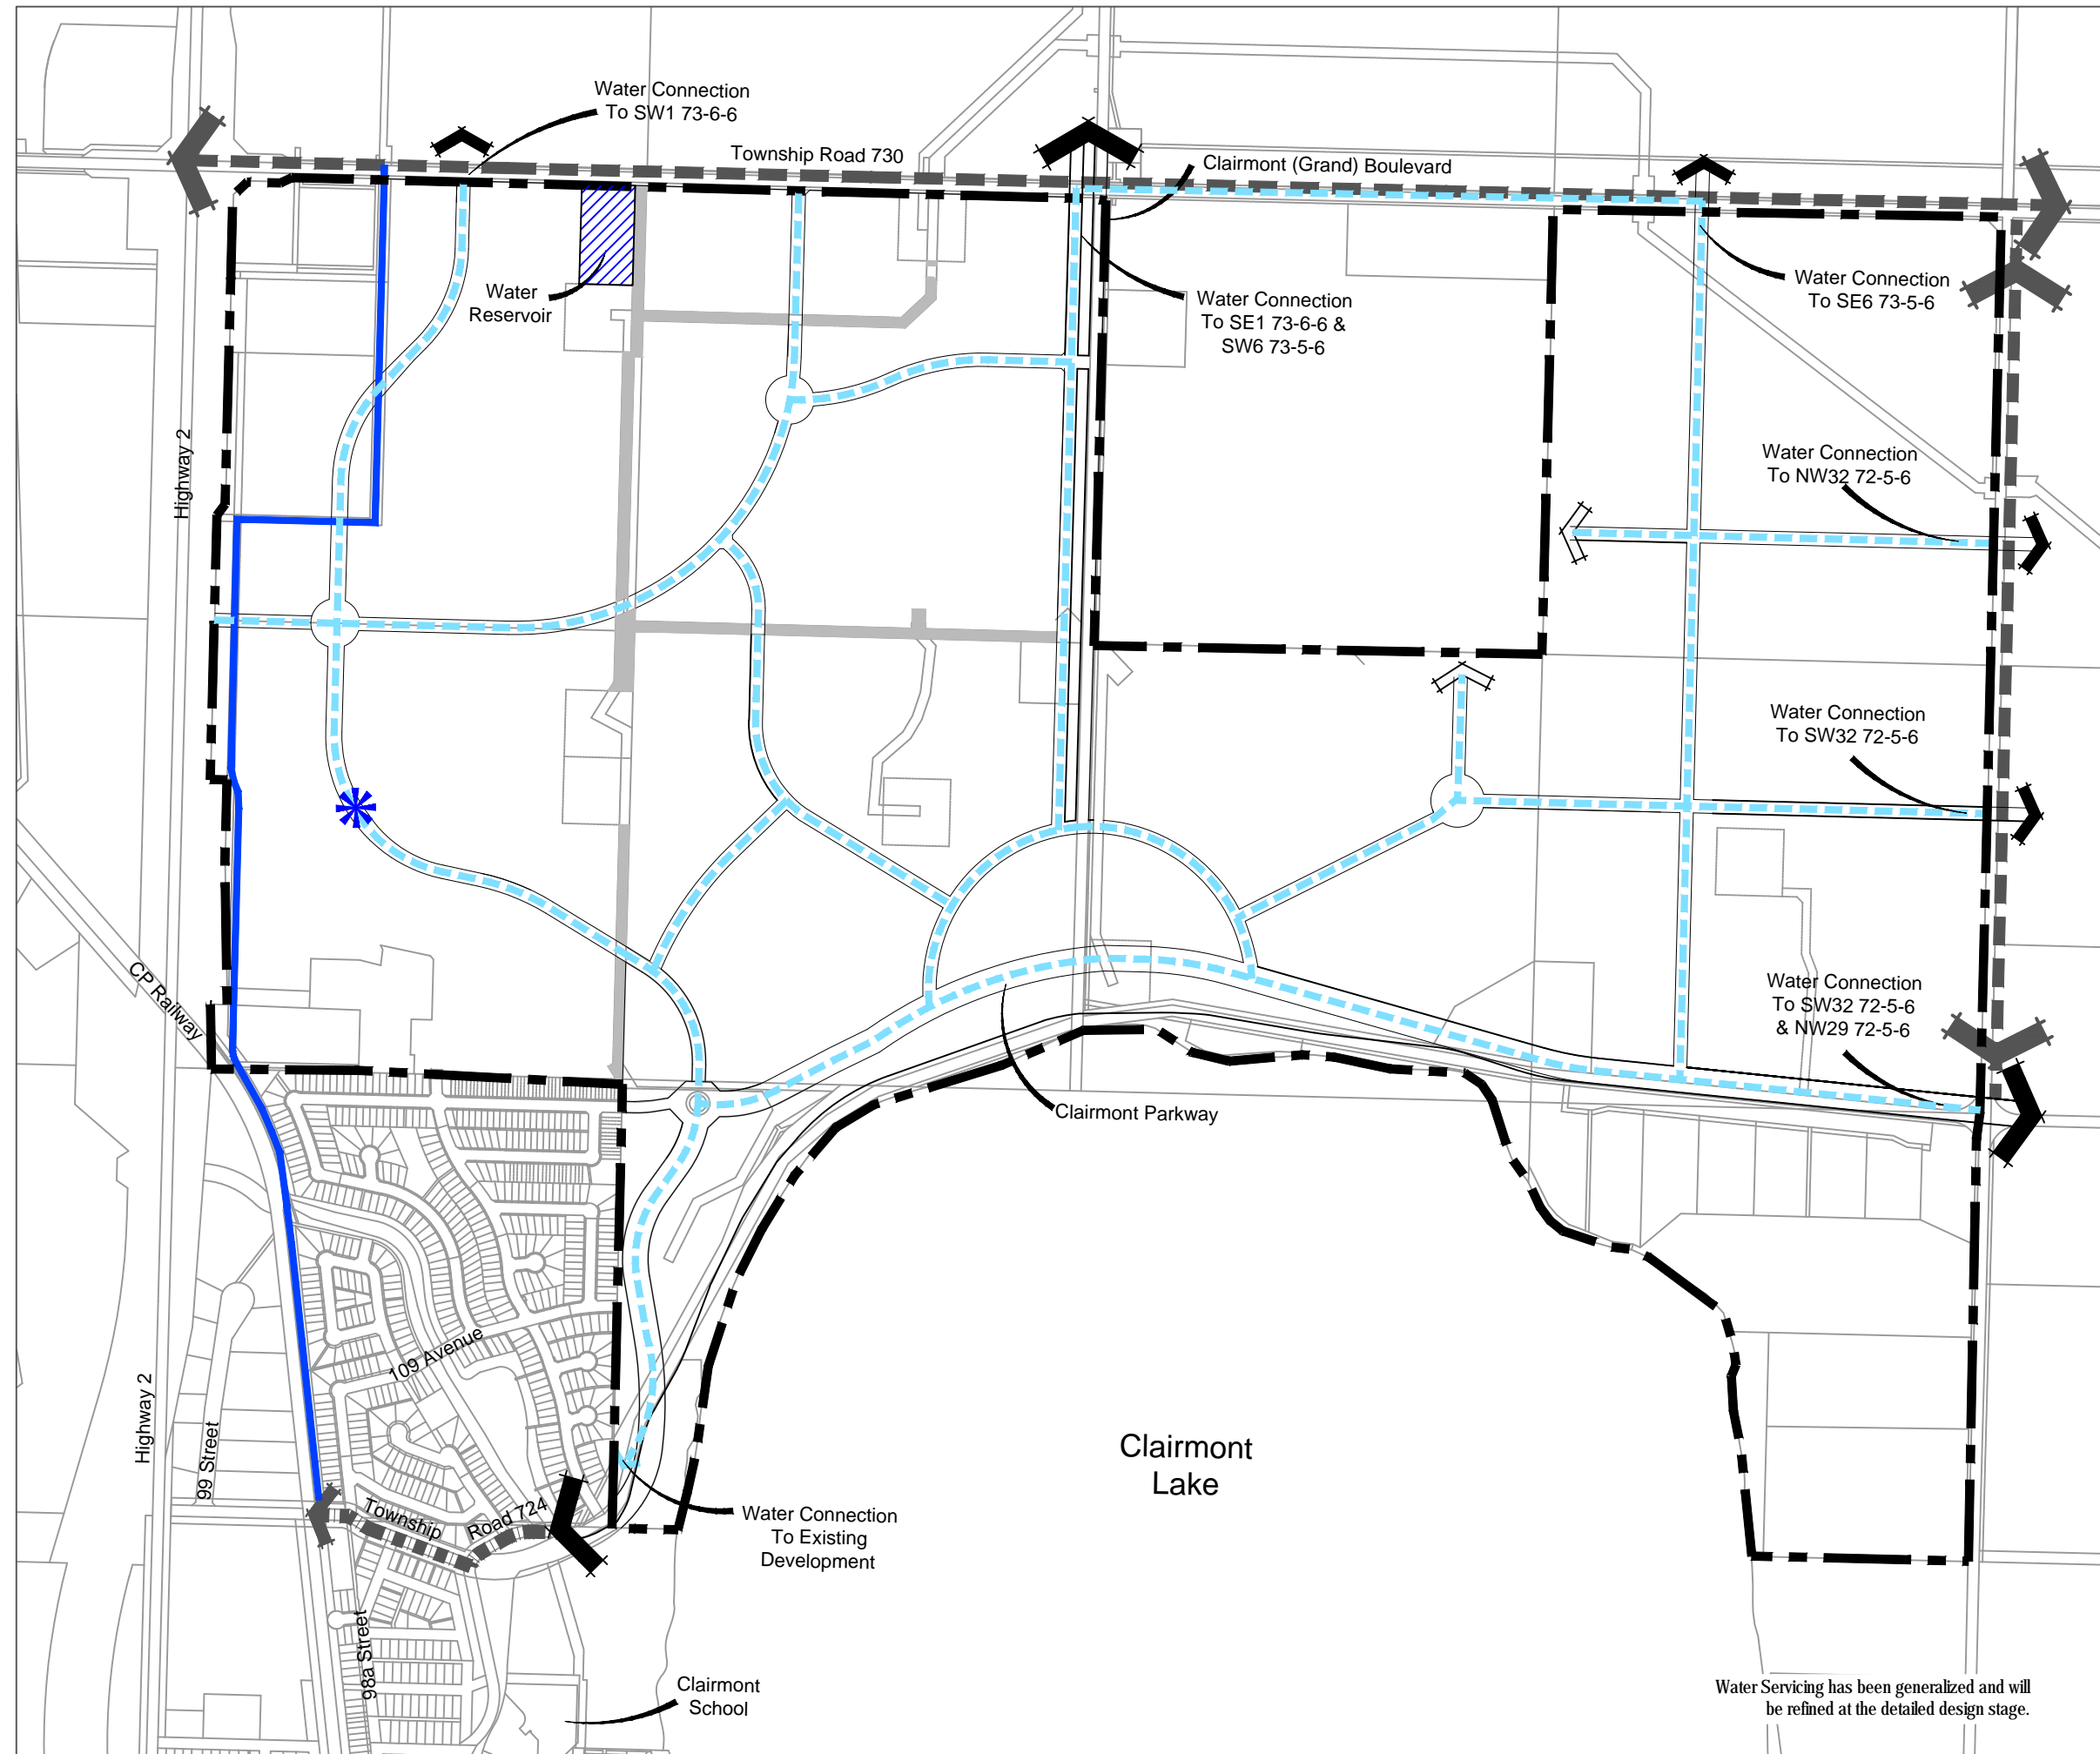 Water Connection
To SW1 73-6-6
Township Road 730
Clairmont (Grand) Boulevard
Water
Reservoir
Water Connection
To SE1 73-6-6 &
SW6 73-5-6
Water Connection
To SE6 73-5-6
Highway 2
Water Connection
To NW32 72-5-6
Water Connection
To SW32 72-5-6
CP Railway
Water Connection
To SW32 72-5-6
& NW29 72-5-6
Clairmont Parkway
109 Avenue
Highway 2
99 Street
Clairmont
Lake
Township Road 724
Water Connection
To Existing
Development
98a Street
Clairmont
School
Water Servicing has been generalized and will
be refined at the detailed design stage.